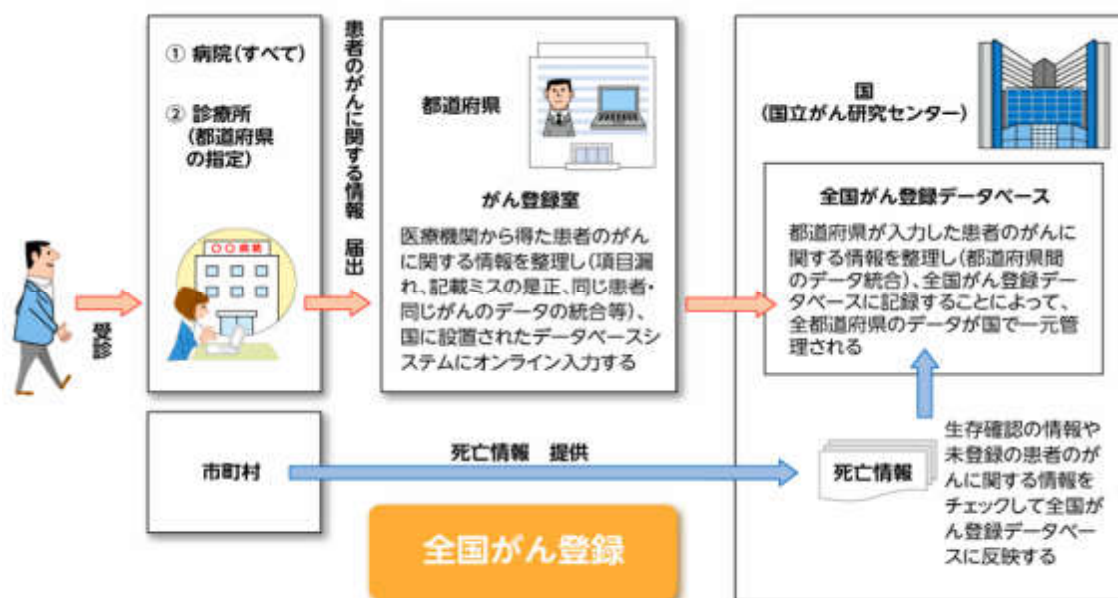 ① 病院(すべて)
② 診療所
(都道府県
の指定)
〇〇病院
受診
患者のがんに関する情報 届出
都道府県
がん登録室
医療機関から得た患者のがん
に関する情報を整理し(項目漏
れ、記載ミスの是正、同じ患者・
同じがんのデータの統合等)、
国に設置されたデータベースシ
ステムにオンライン入力する
国
(国立がん研究センター)
全国がん登録データベース
都道府県が入力した患者のがんに
関する情報を整理し(都道府県間
のデータ統合)、全国がん登録デー
タベースに記録することによって、
全都道府県のデータが国で一元管
理される
市町村
死亡情報 提供
死亡情報
生存確認の情報や
未登録の患者のが
んに関する情報を
チェックして全国が
ん登録データベー
スに反映する
全国がん登録